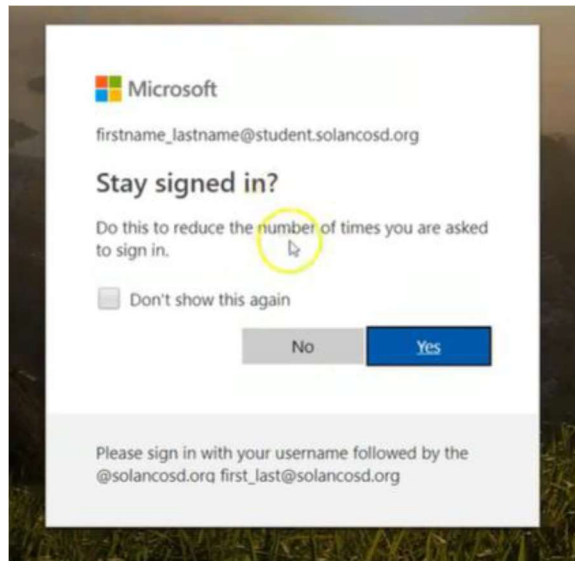 Microsoft
firstname_lastname@student.solancosd.org
Stay signed in?
Do this to reduce the number of times you are asked
to sign in.
Don't show this again
No
Yes
Please sign in with your username followed by the
@solancosd.org first_last@solancosd.org